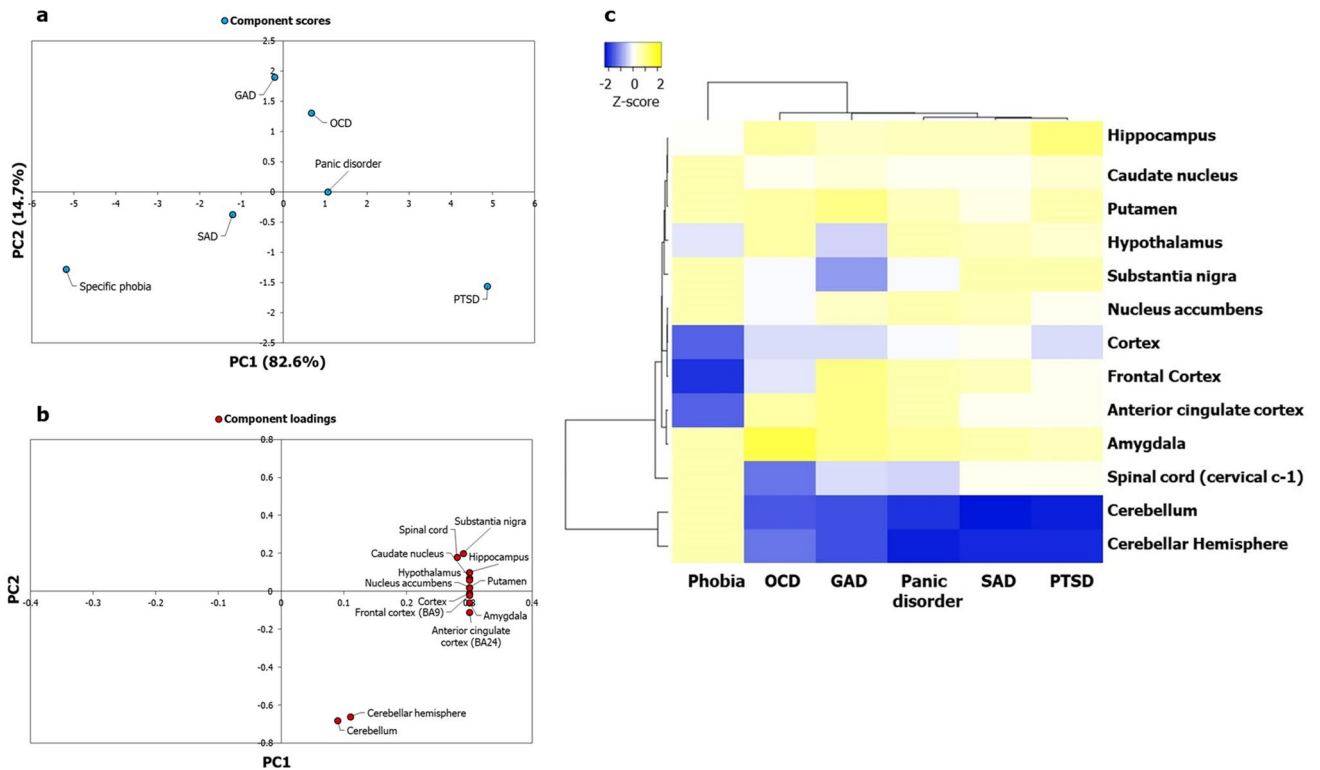 a
Component scores
2.5
2
1.5
1
0.5
0
-0.5
-1
-1.5
-2
-2.5
-6
-5
-4
-3
-2
-1
0
1
2
3
4
5
6
GAD
OCD
Panic disorder
SAD
Specific phobia
PTSD
PC2 (14.7%)
PC1 (82.6%)
b
Component loadings
0.8
0.6
0.4
0.2
0
-0.2
-0.4
-0.6
-0.8
-0.4
-0.3
-0.2
-0.1
0
0.1
0.2
0.3
0.4
Substantia nigra
Spinal cord
Caudate nucleus
Hippocampus
Hypothalamus
Nucleus accumbens
Putamen
Cortex
Frontal cortex (BA9)
Amygdala
Anterior cingulate
cortex (BA24)
Cerebellar hemisphere
Cerebellum
PC2
PC1
c
-2 0 2
Z-score
Hippocampus
Caudate nucleus
Putamen
Hypothalamus
Substantia nigra
Nucleus accumbens
Cortex
Frontal Cortex
Anterior cingulate cortex
Amygdala
Spinal cord (cervical c-1)
Cerebellum
Cerebellar Hemisphere
Phobia OCD GAD Panic SAD PTSD
disorder